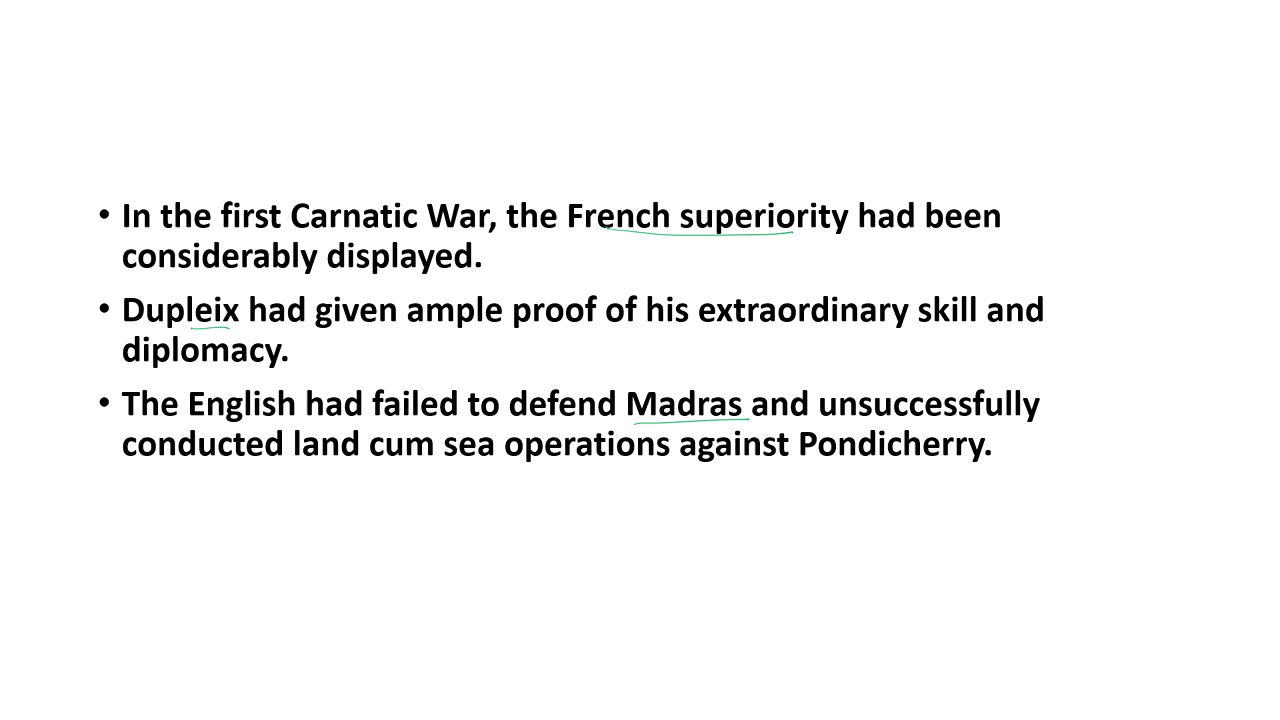 • In the first Carnatic War, the French superiority had been
considerably displayed.
• Dupleix had given ample proof of his extraordinary skill and
diplomacy.
• The English had failed to defend Madras and unsuccessfully
conducted land cum sea operations against Pondicherry.